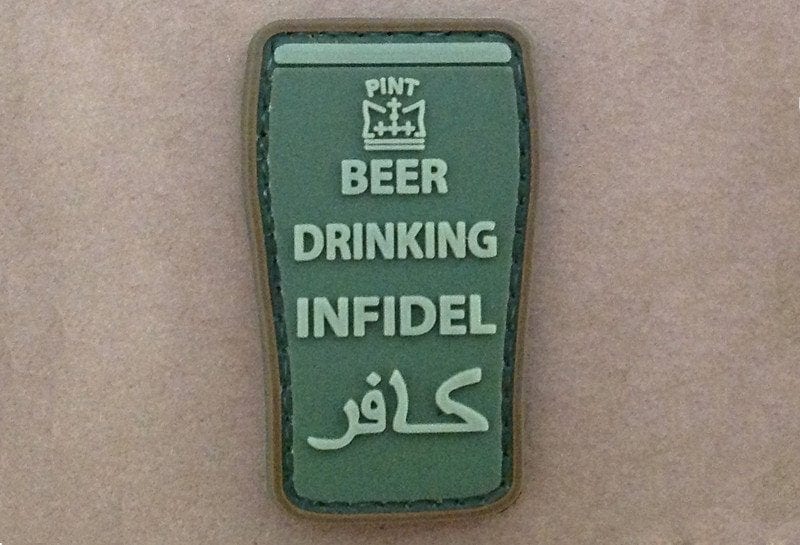 PINT
BEER
DRINKING
INFIDEL
كافر